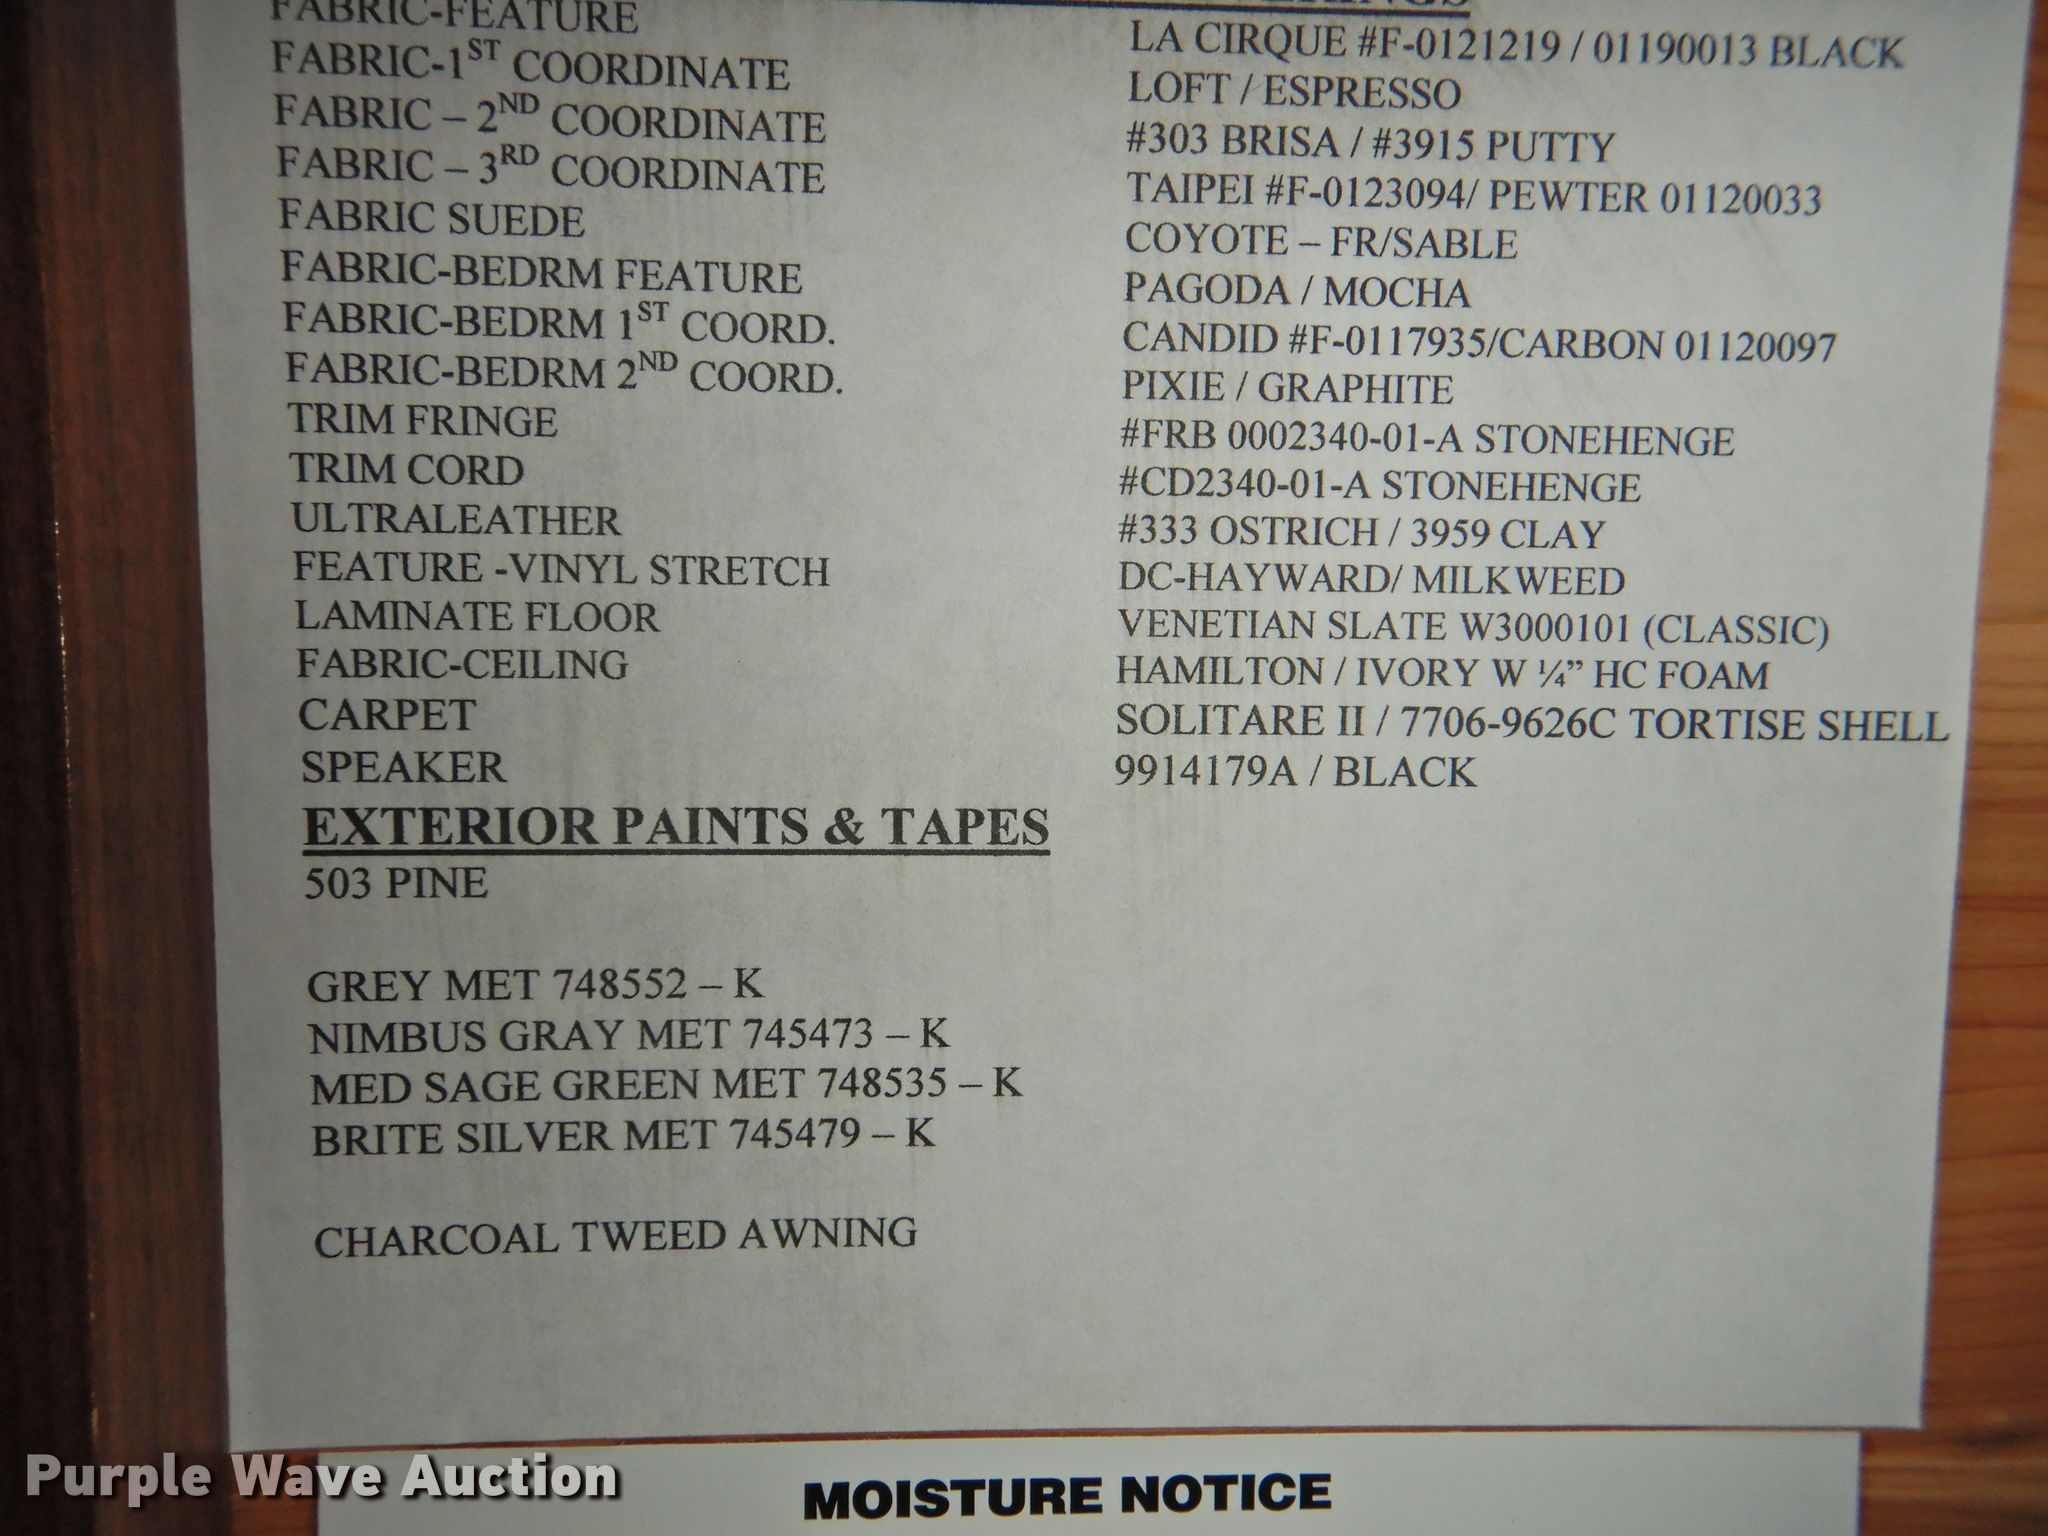 FABRIC-FEATURE LA CIRQUE #F-0121219 / 01190013 BLACK
FABRIC-1ST COORDINATE LOFT / ESPRESSO
FABRIC – 2ND COORDINATE #303 BRISA / #3915 PUTTY
FABRIC – 3RD COORDINATE TAIPEI #F-0123094/ PEWTER 01120033
FABRIC SUEDE COYOTE – FR/SABLE
FABRIC-BEDRM FEATURE PAGODA / MOCHA
FABRIC-BEDRM 1ST COORD. CANDID #F-0117935/CARBON 01120097
FABRIC-BEDRM 2ND COORD. PIXIE / GRAPHITE
TRIM FRINGE #FRB 0002340-01-A STONEHENGE
TRIM CORD #CD2340-01-A STONEHENGE
ULTRALEATHER #333 OSTRICH / 3959 CLAY
FEATURE -VINYL STRETCH DC-HAYWARD/ MILKWEED
LAMINATE FLOOR VENETIAN SLATE W3000101 (CLASSIC)
FABRIC-CEILING HAMILTON / IVORY W ¼” HC FOAM
CARPET SOLITARE II / 7706-9626C TORTISE SHELL
SPEAKER 9914179A / BLACK
EXTERIOR PAINTS & TAPES
503 PINE
GREY MET 748552 – K
NIMBUS GRAY MET 745473 – K
MED SAGE GREEN MET 748535 – K
BRITE SILVER MET 745479 – K
CHARCOAL TWEED AWNING
Purple Wave Auction
MOISTURE NOTICE